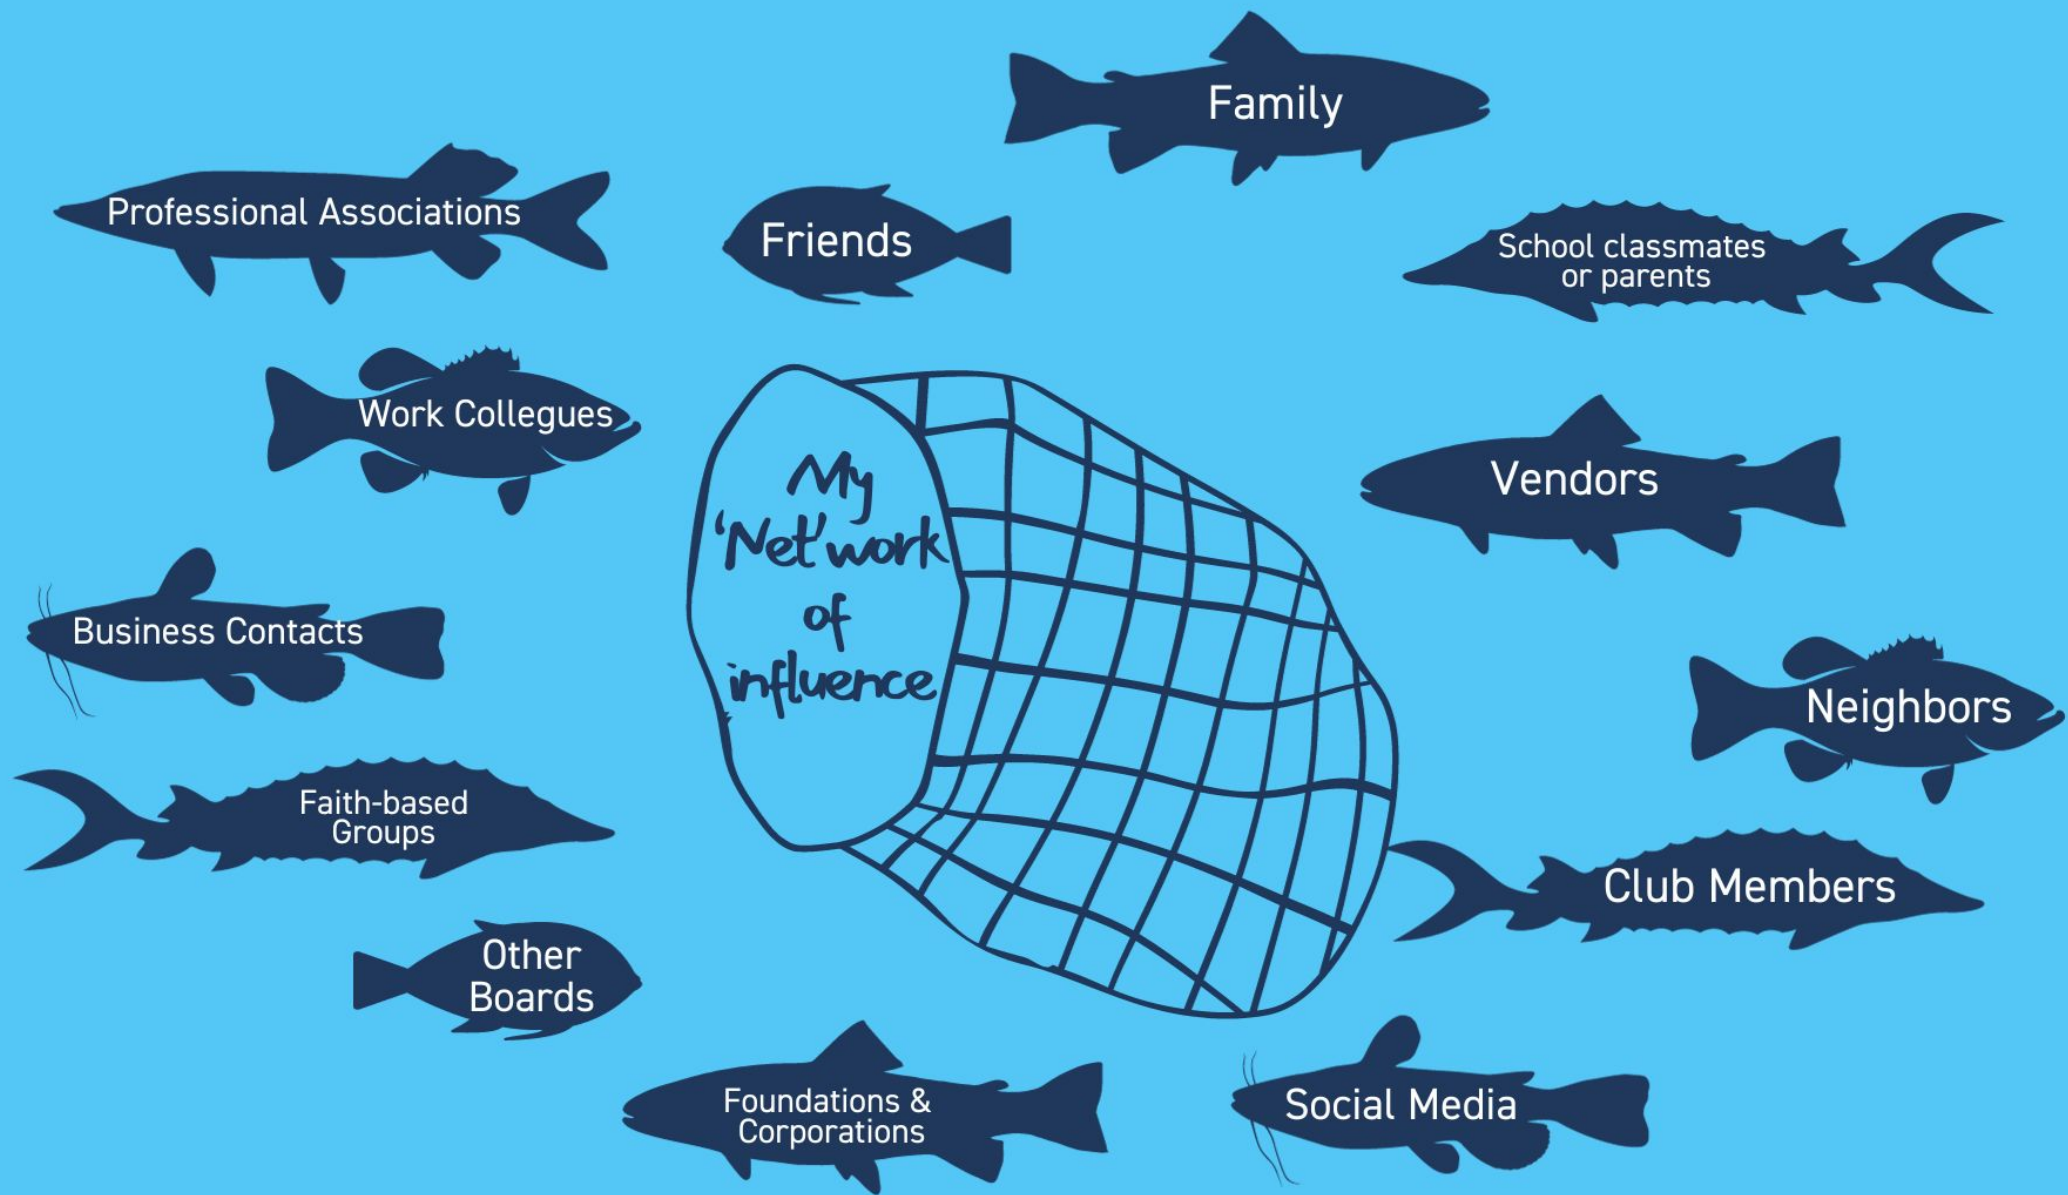 Family
Professional Associations
Friends
School classmates
or parents
Work Collegues
Vendors
My
'Net'work
of
influence
Business Contacts
Neighbors
Faith-based
Groups
Club Members
Other
Boards
Foundations &
Corporations
Social Media